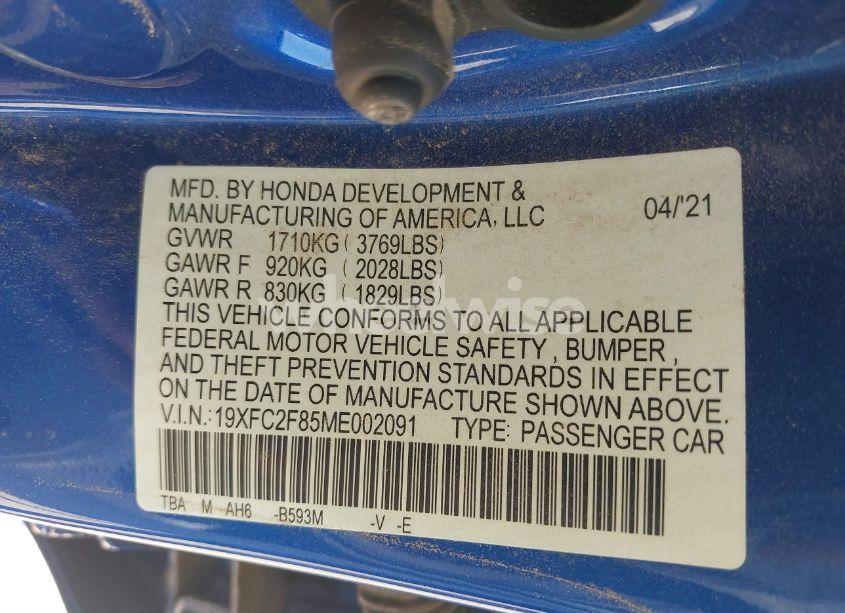 MFD. BY HONDA DEVELOPMENT &
MANUFACTURING OF AMERICA, LLC 04/'21
GVWR 1710KG ( 3769LBS)
GAWR F 920KG ( 2028LBS)
GAWR R 830KG ( 1829LBS)
THIS VEHICLE CONFORMS TO ALL APPLICABLE
FEDERAL MOTOR VEHICLE SAFETY , BUMPER ,
AND THEFT PREVENTION STANDARDS IN EFFECT
ON THE DATE OF MANUFACTURE SHOWN ABOVE.
V.I.N.:19XFC2F85ME002091 TYPE: PASSENGER CAR
TBA M AH6 -B593M -V -E